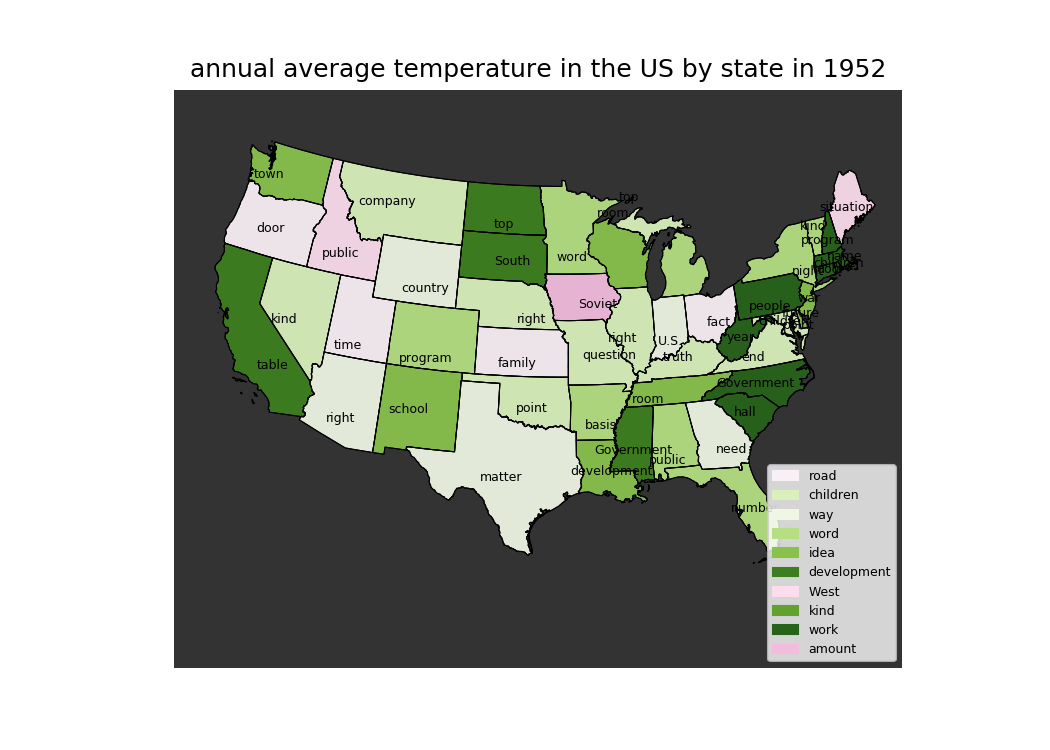 annual average temperature in the US by state in 1952
town
company
top
situation
room
kind
door
top
program
public
South
word
name
country
night
Soviet
people
war
kind
right
fact
right
U.S.
year
time
program
question
truth
end
table
family
Government
school
point
room
hall
right
basis
Government
need
public
matter
development
number
road
children
way
word
idea
development
West
kind
work
amount